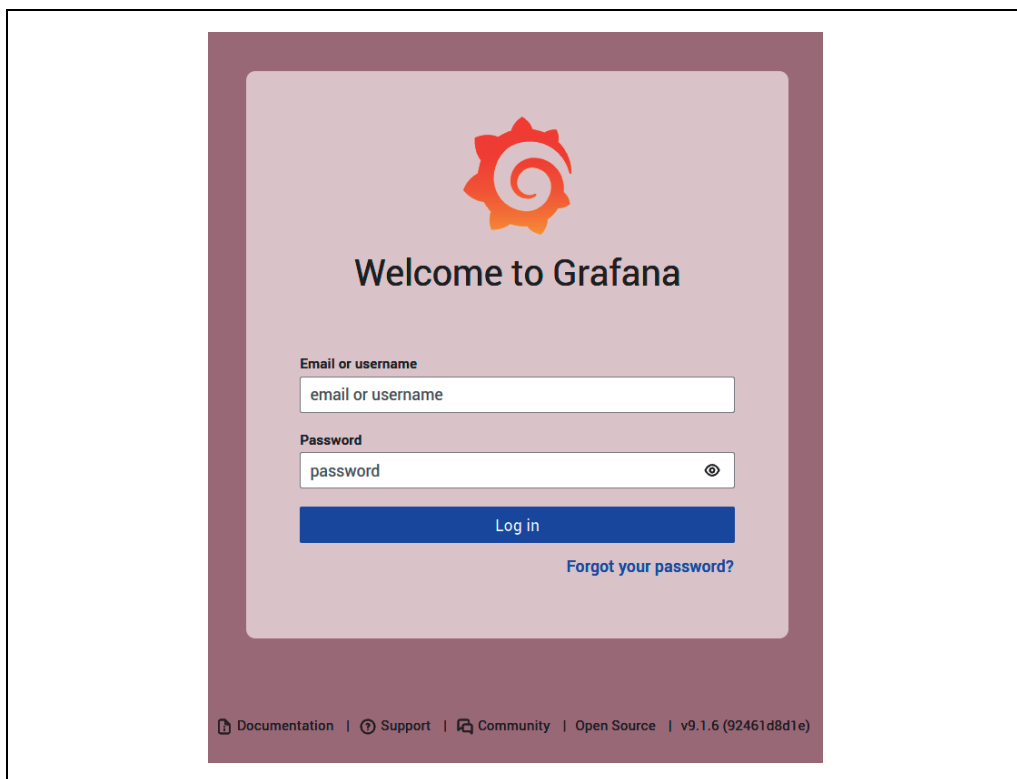 Welcome to Grafana
Email or username
email or username
Password
password
Log in
Forgot your password?
Documentation | Support | Community | Open Source | v9.1.6 (92461d8d1e)